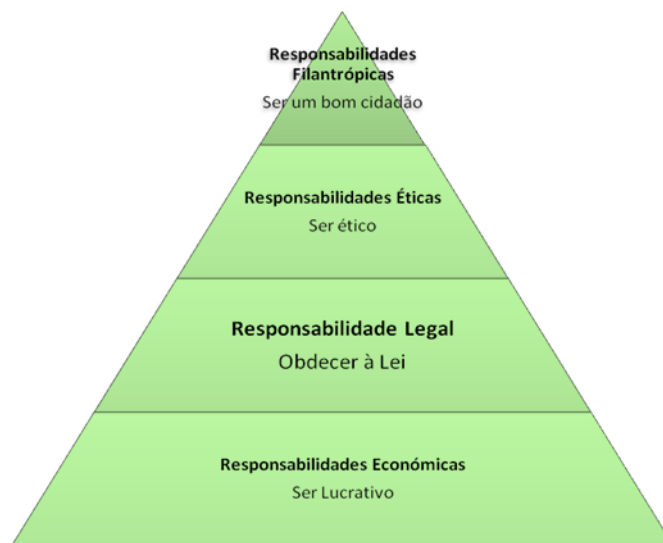 Responsabilidades
Filantrópicas
Ser um bom cidadão
Responsabilidades Éticas
Ser ético
Responsabilidade Legal
Obdecer à Lei
Responsabilidades Económicas
Ser Lucrativo